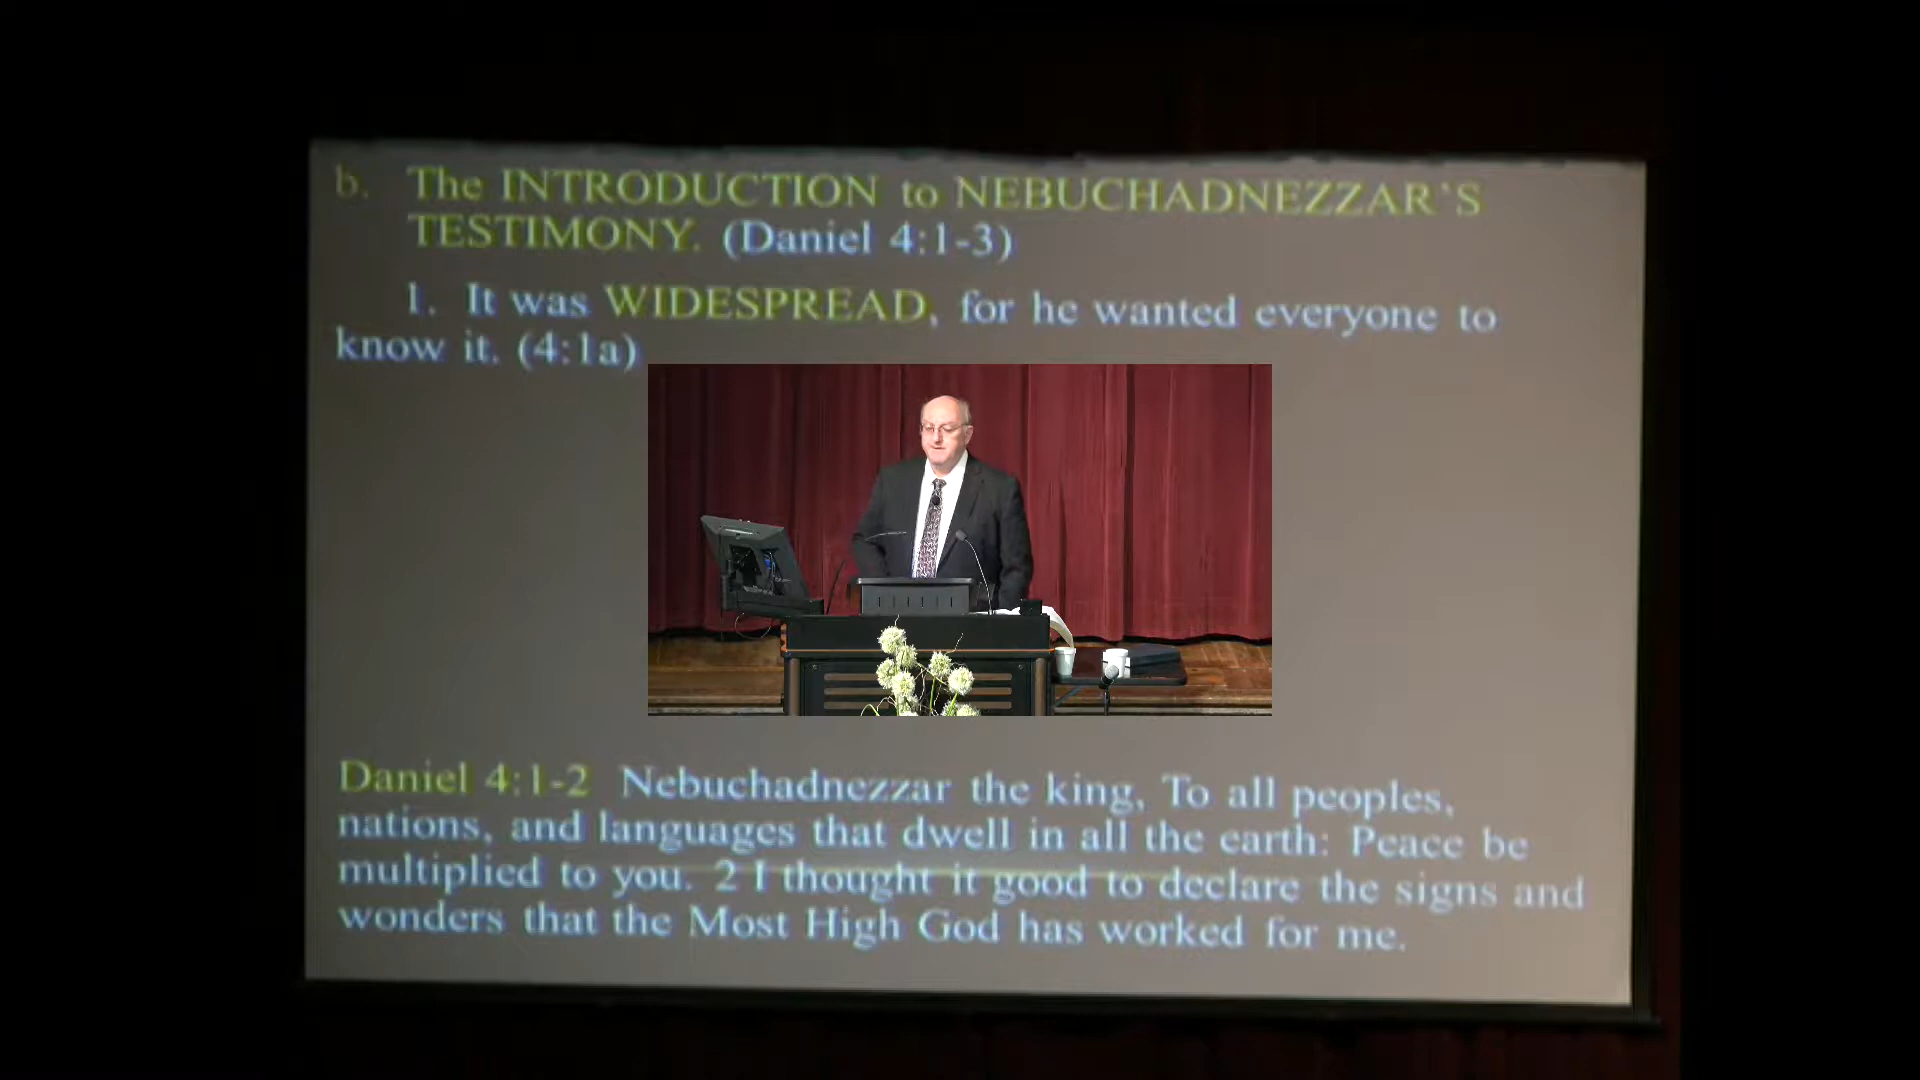 b. The INTRODUCTION to NEBUCHADNEZZAR'S
TESTIMONY. (Daniel 4:1-3)
1. It was WIDESPREAD, for he wanted everyone to
know it. (4:1a)
Daniel 4:1-2 Nebuchadnezzar the king, To all peoples,
nations, and languages that dwell in all the earth: Peace be
multiplied to you. 2 I thought it good to declare the signs and
wonders that the Most High God has worked for me.